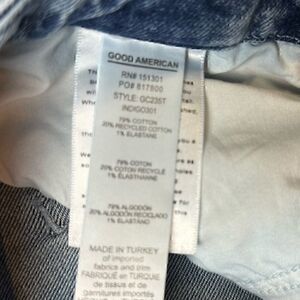 GOOD AMERICAN
RN# 151301
PO# 817800
STYLE: GC235T
INDIGO301
79% COTTON
20% RECYCLED COTTON
1% ELASTANE
79% COTON
20% COTON RECYCLÉ
1% ÉLASTHANNE
79% ALGODÓN
20% ALGODÓN RECICLADO
1% ELASTANO
MADE IN TURKEY
of imported
fabrics and trim
FABRIQUÉ en TURQUIE
de tissus et de
garnitures importés